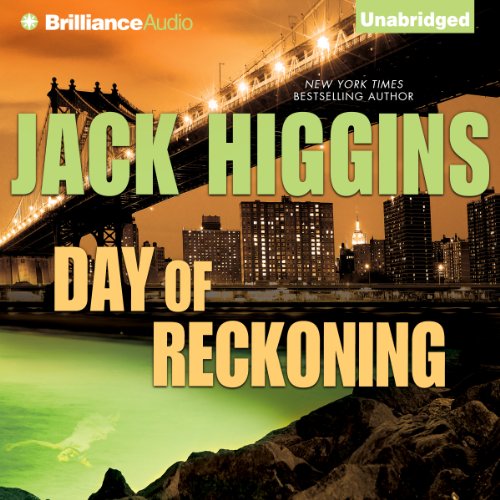 BrillianceAudio
Unabridged
NEW YORK TIMES
BESTSELLING AUTHOR
JACK HIGGINS
DAY OF
RECKONING